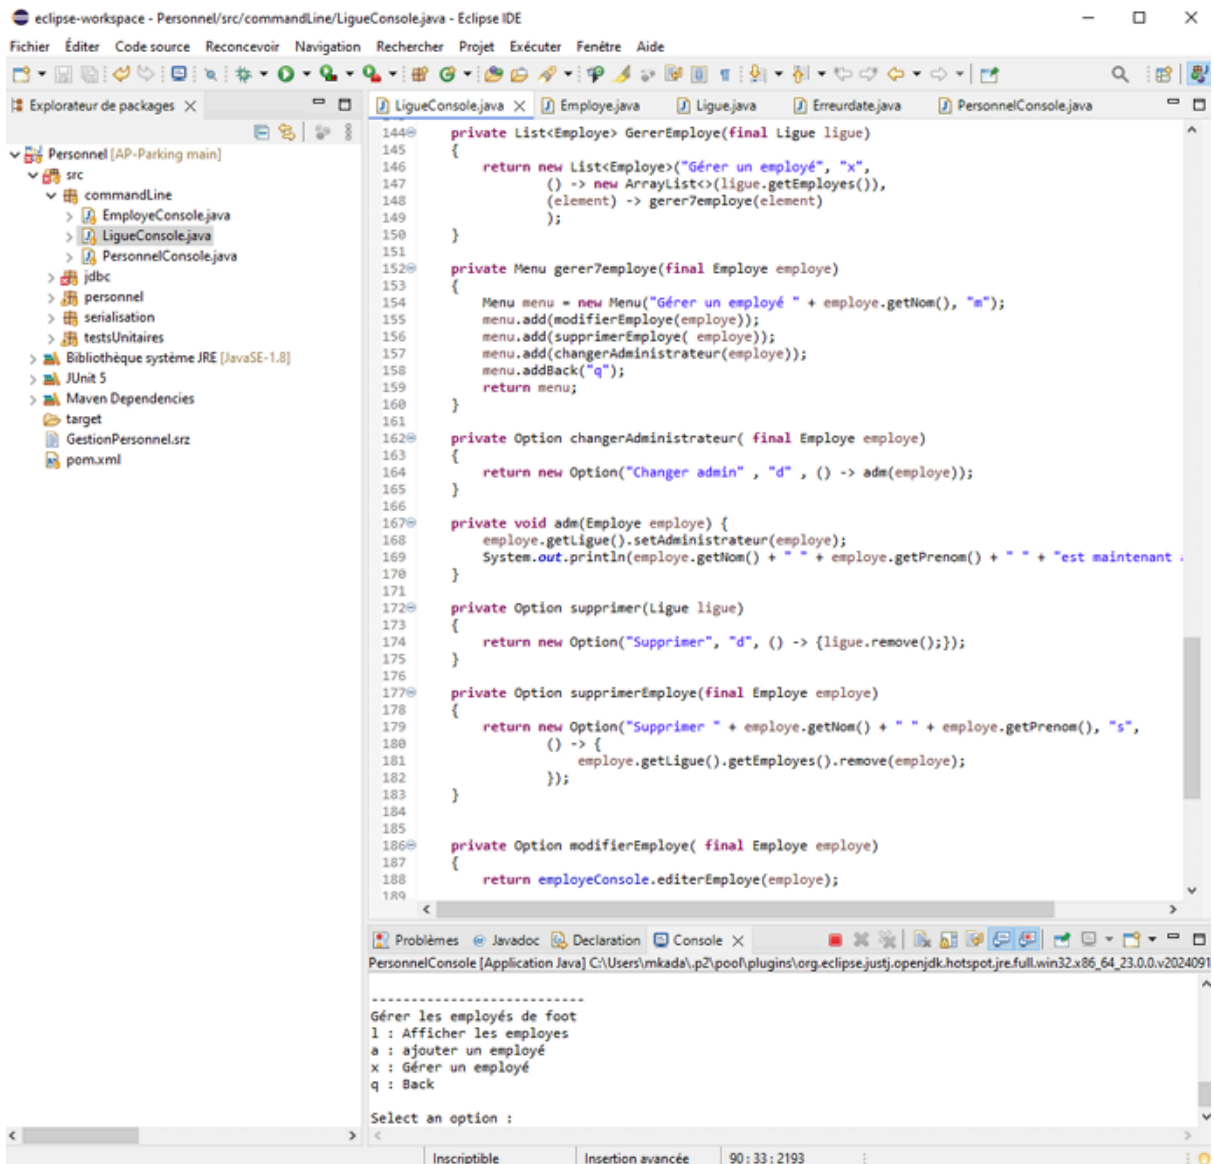 eclipse-workspace - Personnel/src/commandLine/LigueConsole.java - Eclipse IDE
Fichier Éditer Code source Reconcevoir Navigation Rechercher Projet Exécuter Fenêtre Aide
Explorateur de packages
Personnel [AP-Parking main]
src
commandLine
EmployeConsole.java
LigueConsole.java
PersonnelConsole.java
jdbc
personnel
serialisation
testsUnitaires
Bibliothèque système JRE [JavaSE-1.8]
JUnit 5
Maven Dependencies
target
GestionPersonnel.srz
pom.xml
LigueConsole.java Employe.java Ligue.java Erreurdate.java PersonnelConsole.java
144 private List<Employe> GererEmploye(final Ligue ligue)
145 {
146 return new List<Employe>("Gérer un employé", "x",
147 () -> new ArrayList<>(ligue.getEmployes()),
148 (element) -> gerer7employe(element)
149 );
150 }
151
152 private Menu gerer7employe(final Employe employe)
153 {
154 Menu menu = new Menu("Gérer un employé " + employe.getNom(), "m");
155 menu.add(modifierEmploye(employe));
156 menu.add(supprimerEmploye( employe));
157 menu.add(changerAdministrateur(employe));
158 menu.addBack("q");
159 return menu;
160 }
161
162 private Option changerAdministrateur( final Employe employe)
163 {
164 return new Option("Changer admin" , "d" , () -> adm(employe));
165 }
166
167 private void adm(Employe employe) {
168 employe.getLigue().setAdministrateur(employe);
169 System.out.println(employe.getNom() + " " + employe.getPrenom() + " " + "est maintenant
170 }
171
172 private Option supprimer(Ligue ligue)
173 {
174 return new Option("Supprimer", "d", () -> {ligue.remove();});
175 }
176
177 private Option supprimerEmploye(final Employe employe)
178 {
179 return new Option("Supprimer " + employe.getNom() + " " + employe.getPrenom(), "s",
180 () -> {
181 employe.getLigue().getEmployes().remove(employe);
182 });
183 }
184
185
186 private Option modifierEmploye( final Employe employe)
187 {
188 return employeConsole.editerEmploye(employe);
189
Problèmes Javadoc Declaration Console
PersonnelConsole [Application Java] C:\Users\mkada\.p2\pool\plugins\org.eclipse.justj.openjdk.hotspot.jre.full.win32.x86_64_23.0.0.v2024091
---------------------------
Gérer les employés de foot
l : Afficher les employes
a : ajouter un employé
x : Gérer un employé
q : Back
Select an option :
Inscriptible Insertion avancée 90 : 33 : 2193